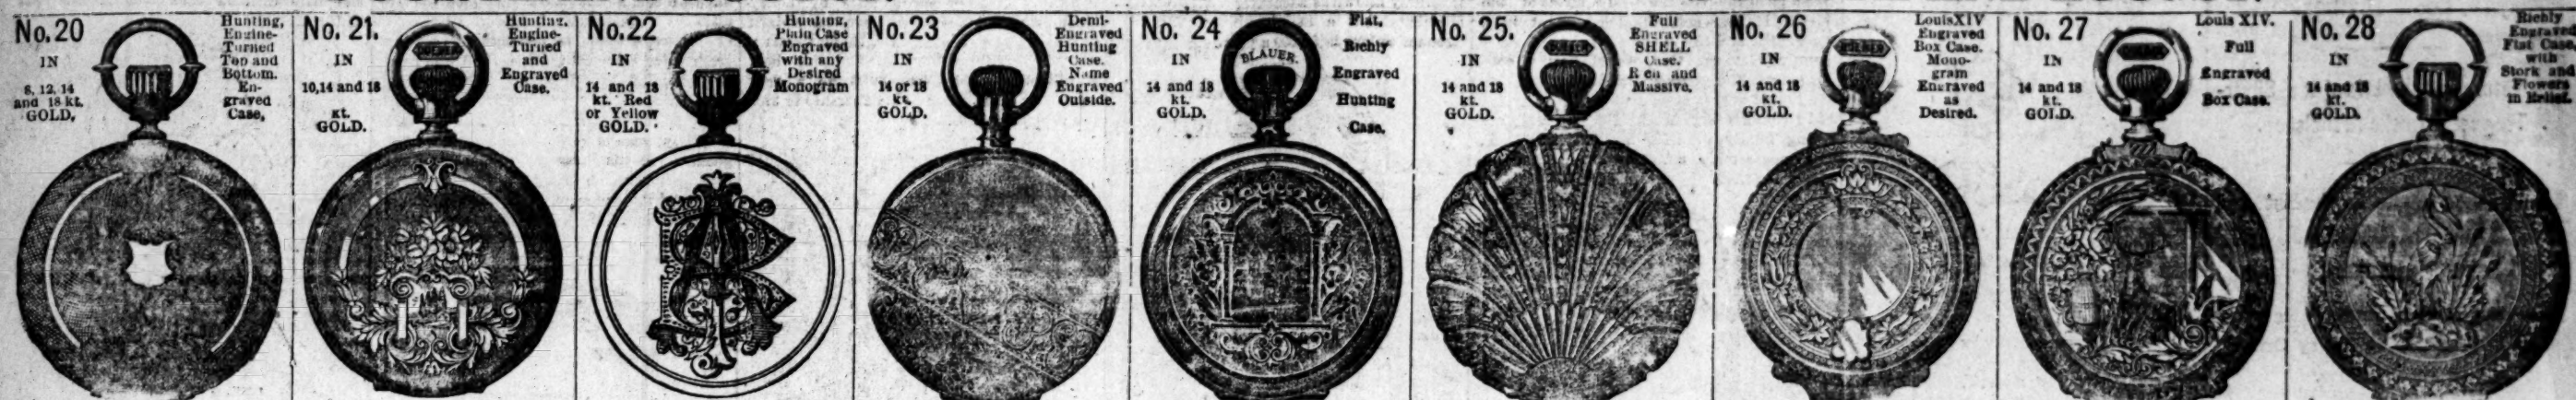 No. 20
IN
8, 12, 14
and 18 kt.
GOLD,
Hunting,
Engine-
Turned
Top and
Bottom.
En-
graved
Case,
No. 21.
IN
10,14 and 18
kt.
GOLD.
Hunting.
Engine-
Turned
and
Engraved
Case.
No. 22
IN
14 and 18
kt. Red
or Yellow
GOLD.
Hunting,
Plain Case
Engraved
with any
Desired
Monogram
No. 23
IN
14 or 18
kt.
GOLD.
Demi-
Engraved
Hunting
Case.
Name
Engraved
Outside.
No. 24
IN
14 and 18
kt.
GOLD.
BLAUER.
Flat,
Richly
Engraved
Hunting
Case.
No. 25.
IN
14 and 18
kt.
GOLD.
Full
Engraved
SHELL
Case.
Rich and
Massive.
No. 26
IN
14 and 18
kt.
GOLD.
Louis XIV
Engraved
Box Case.
Mono-
gram
Engraved
as
Desired.
No. 27
IN
14 and 18
kt.
GOLD.
Louis XIV.
Full
Engraved
Box Case.
No. 28
IN
14 and 18
kt.
GOLD.
Richly
Engraved
Flat Case
with
Stork and
Flowers
in Relief.